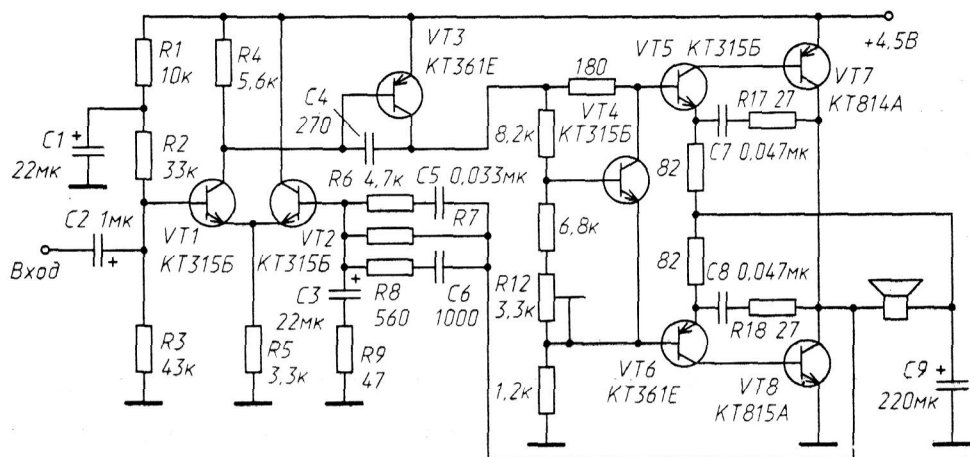 R1
10к
R4
5,6к
VT3
КТ361Е
C4
270
C1
+
22мк
R2
33к
C2 1мк
+
Вход
VT1
КТ315Б
VT2
КТ315Б
R3
43к
R5
3,3к
R6 4,7к
C5 0,033мк
R7
R8
560
C6
1000
C3
22мк
+
R9
47
180
8,2к
VT4
КТ315Б
6,8к
R12
3,3к
1,2к
VT5 КТ315Б
+4,5В
VT7
КТ814А
R17 27
C7 0,047мк
82
82
C8 0,047мк
R18 27
VT6
КТ361Е
VT8
КТ815А
C9
+
220мк